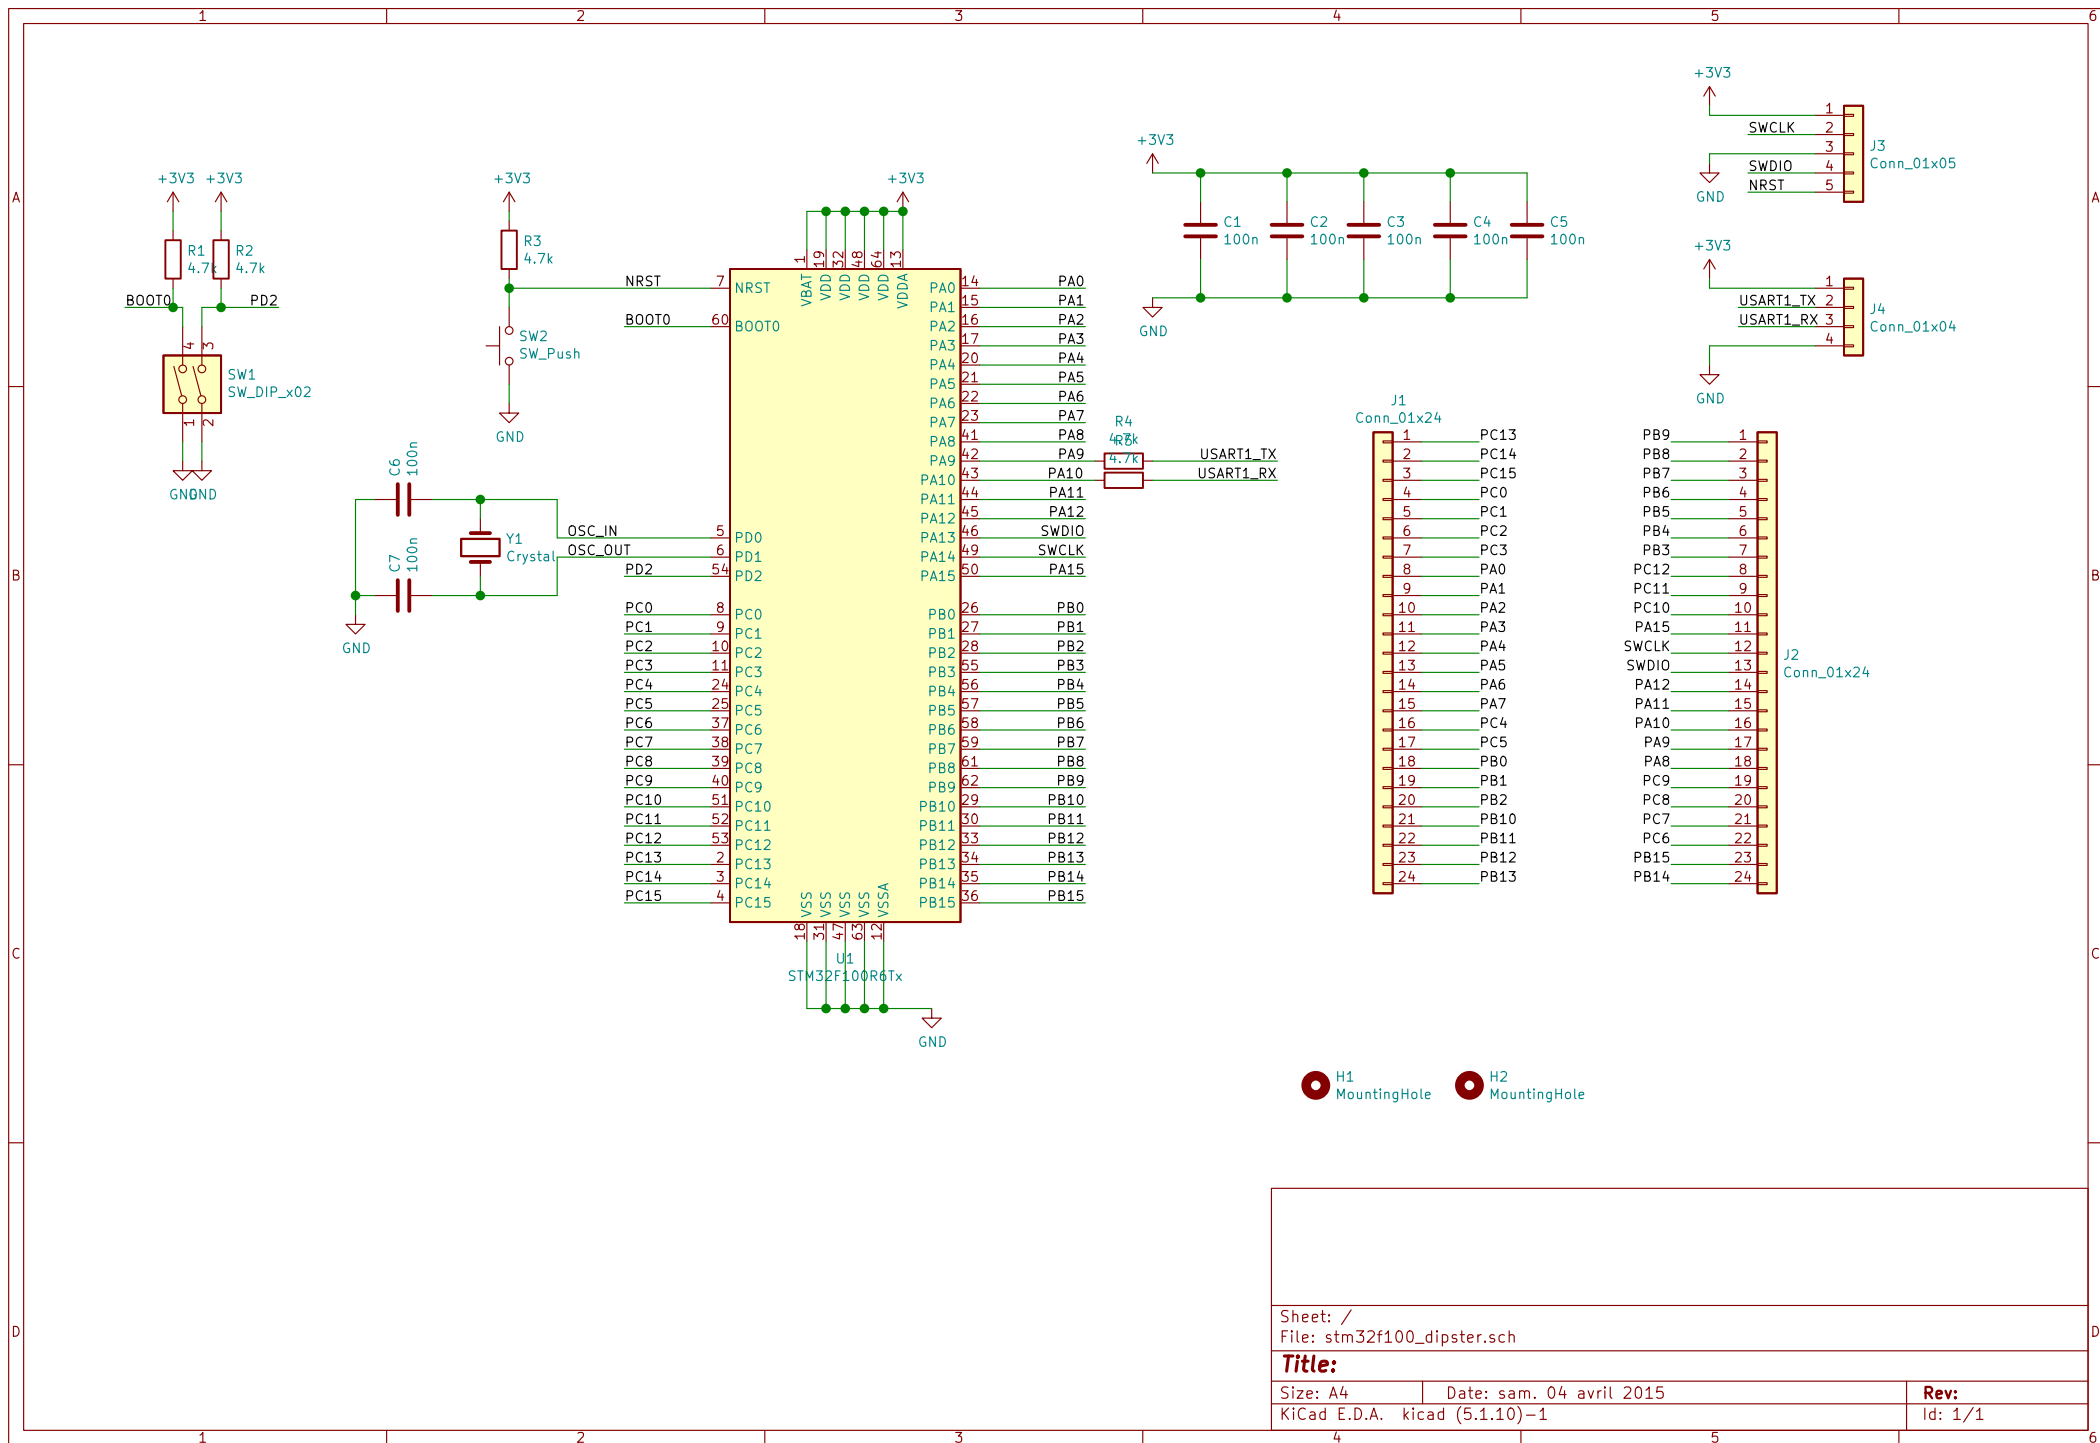 1 2 3 4 5 6
A A
B B
C C
D D
+3V3 +3V3
R1
4.7k
R2
4.7k
BOOT0 PD2
4 3
SW1
SW_DIP_x02
1 2
GND GND
+3V3
R3
4.7k
SW2
SW_Push
GND
C6
100n
C7
100n
Y1
Crystal
GND
OSC_IN
OSC_OUT
+3V3
1 19 32 48 64 13
VBAT VDD VDD VDD VDD VDDA
NRST 7 NRST
BOOT0 60 BOOT0
5 PD0
6 PD1
PD2 54 PD2
PC0 8 PC0
PC1 9 PC1
PC2 10 PC2
PC3 11 PC3
PC4 24 PC4
PC5 25 PC5
PC6 37 PC6
PC7 38 PC7
PC8 39 PC8
PC9 40 PC9
PC10 51 PC10
PC11 52 PC11
PC12 53 PC12
PC13 2 PC13
PC14 3 PC14
PC15 4 PC15
PA0 14 PA0
PA1 15 PA1
PA2 16 PA2
PA3 17 PA3
PA4 20 PA4
PA5 21 PA5
PA6 22 PA6
PA7 23 PA7
PA8 41 PA8
PA9 42 PA9
PA10 43 PA10
PA11 44 PA11
PA12 45 PA12
PA13 46 SWDIO
PA14 49 SWCLK
PA15 50 PA15
PB0 26 PB0
PB1 27 PB1
PB2 28 PB2
PB3 55 PB3
PB4 56 PB4
PB5 57 PB5
PB6 58 PB6
PB7 59 PB7
PB8 61 PB8
PB9 62 PB9
PB10 29 PB10
PB11 30 PB11
PB12 33 PB12
PB13 34 PB13
PB14 35 PB14
PB15 36 PB15
VSS VSS VSS VSS VSSA
18 31 47 63 12
U1
STM32F100R6Tx
GND
R4
4.7k
R5
4.7k
USART1_TX
USART1_RX
+3V3
C1
100n
C2
100n
C3
100n
C4
100n
C5
100n
GND
+3V3
1
SWCLK 2
3
SWDIO 4
NRST 5
J3
Conn_01x05
GND
+3V3
1
USART1_TX 2
USART1_RX 3
4
J4
Conn_01x04
GND
J1
Conn_01x24
1 PC13
2 PC14
3 PC15
4 PC0
5 PC1
6 PC2
7 PC3
8 PA0
9 PA1
10 PA2
11 PA3
12 PA4
13 PA5
14 PA6
15 PA7
16 PC4
17 PC5
18 PB0
19 PB1
20 PB2
21 PB10
22 PB11
23 PB12
24 PB13
PB9 1
PB8 2
PB7 3
PB6 4
PB5 5
PB4 6
PB3 7
PC12 8
PC11 9
PC10 10
PA15 11
SWCLK 12
SWDIO 13
PA12 14
PA11 15
PA10 16
PA9 17
PA8 18
PC9 19
PC8 20
PC7 21
PC6 22
PB15 23
PB14 24
J2
Conn_01x24
H1
MountingHole
H2
MountingHole
Sheet: /
File: stm32f100_dipster.sch
Title:
Size: A4 Date: sam. 04 avril 2015 Rev:
KiCad E.D.A. kicad (5.1.10)-1 Id: 1/1
1 2 3 4 5 6